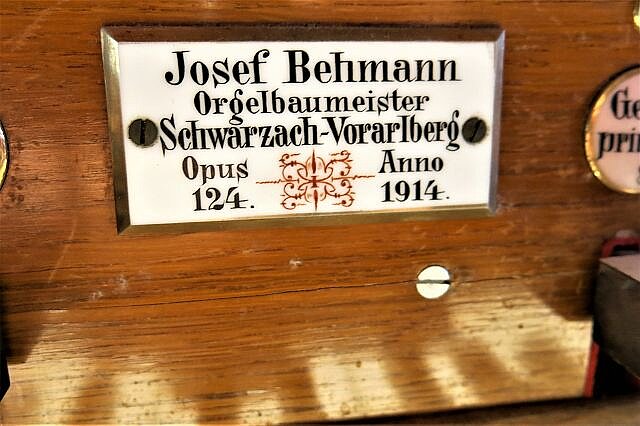 Josef Behmann
Orgelbaumeister
Schwarzach-Vorarlberg
Opus Anno
124. 1914.